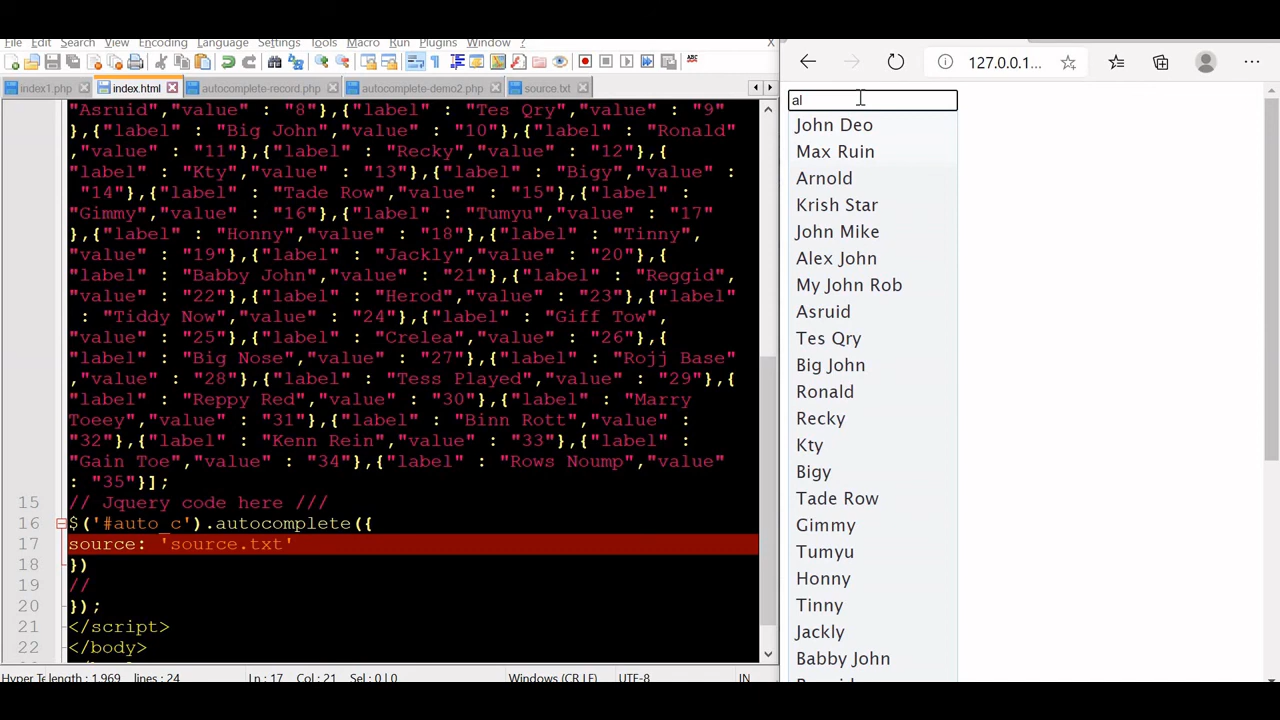 File Edit Search View Encoding Language Settings Tools Macro Run Plugins Window ?
X
index1.php index.html autocomplete-record.php autocomplete-demo2.php source.txt
"Asruid","value" : "8"},{"label" : "Tes Qry","value" : "9"
},{"label" : "Big John","value" : "10"},{"label" : "Ronald"
,"value" : "11"},{"label" : "Recky","value" : "12"},{
"label" : "Kty","value" : "13"},{"label" : "Bigy","value" :
"14"},{"label" : "Tade Row","value" : "15"},{"label" :
"Gimmy","value" : "16"},{"label" : "Tumyu","value" : "17"
},{"label" : "Honny","value" : "18"},{"label" : "Tinny",
"value" : "19"},{"label" : "Jackly","value" : "20"},{
"label" : "Babby John","value" : "21"},{"label" : "Reggid",
"value" : "22"},{"label" : "Herod","value" : "23"},{"label"
: "Tiddy Now","value" : "24"},{"label" : "Giff Tow",
"value" : "25"},{"label" : "Crelea","value" : "26"},{
"label" : "Big Nose","value" : "27"},{"label" : "Rojj Base"
,"value" : "28"},{"label" : "Tess Played","value" : "29"},{
"label" : "Reppy Red","value" : "30"},{"label" : "Marry
Toeey","value" : "31"},{"label" : "Binn Rott","value" :
"32"},{"label" : "Kenn Rein","value" : "33"},{"label" :
"Gain Toe","value" : "34"},{"label" : "Rows Noump","value"
: "35"}];
15 // Jquery code here ///
16 $('#auto_c').autocomplete({
17 source: 'source.txt'
18 })
19 //
20 });
21 </script>
22 </body>
Hyper Te length : 1,969 lines : 24 Ln : 17 Col : 21 Sel : 0 | 0 Windows (CR LF) UTF-8 IN
127.0.0.1...
al
John Deo
Max Ruin
Arnold
Krish Star
John Mike
Alex John
My John Rob
Asruid
Tes Qry
Big John
Ronald
Recky
Kty
Bigy
Tade Row
Gimmy
Tumyu
Honny
Tinny
Jackly
Babby John